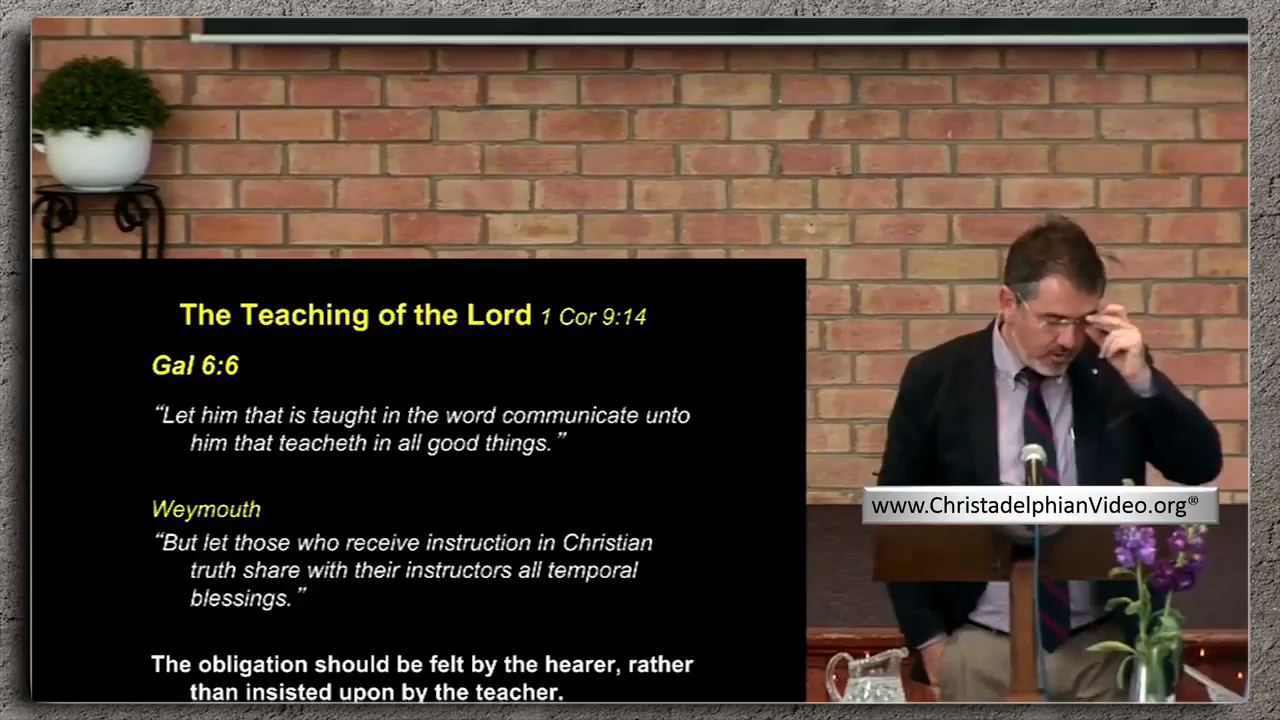 The Teaching of the Lord 1 Cor 9:14
Gal 6:6
“Let him that is taught in the word communicate unto
him that teacheth in all good things.”
Weymouth
“But let those who receive instruction in Christian
truth share with their instructors all temporal
blessings.”
The obligation should be felt by the hearer, rather
than insisted upon by the teacher.
www.ChristadelphianVideo.org®